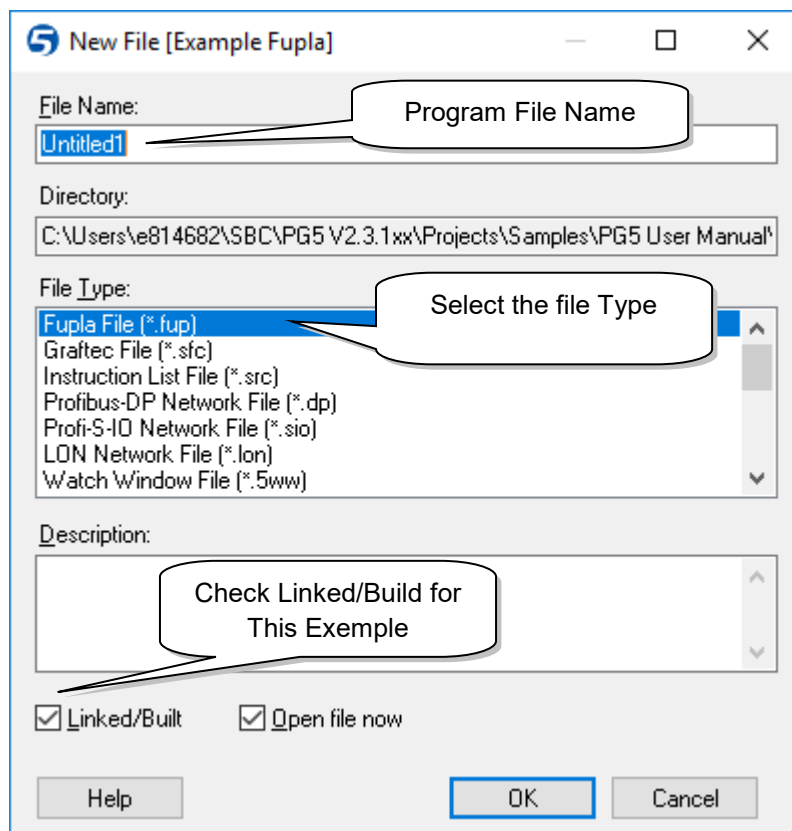 New File [Example Fupla]
File Name:
Program File Name
Untitled1
Directory:
C:\Users\e814682\SBC\PG5 V2.3.1xx\Projects\Samples\PG5 User Manual\
File Type:
Select the file Type
Fupla File (*.fup)
Graftec File (*.sfc)
Instruction List File (*.src)
Profibus-DP Network File (*.dp)
Profi-S-IO Network File (*.sio)
LON Network File (*.lon)
Watch Window File (*.5ww)
Description:
Check Linked/Build for
This Exemple
Linked/Built
Open file now
Help
OK
Cancel